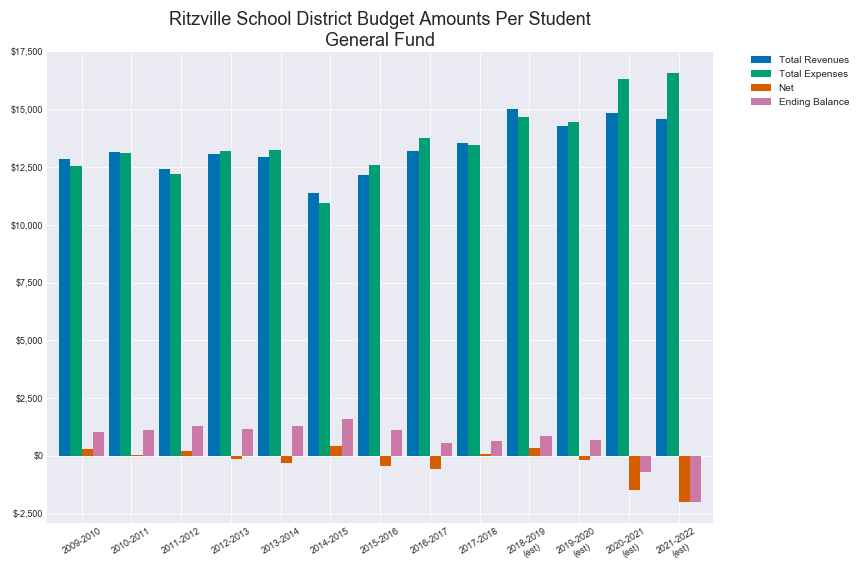 Ritzville School District Budget Amounts Per Student
General Fund
Total Revenues
Total Expenses
Net
Ending Balance
$17,500
$15,000
$12,500
$10,000
$7,500
$5,000
$2,500
$0
$-2,500
2009-2010
2010-2011
2011-2012
2012-2013
2013-2014
2014-2015
2015-2016
2016-2017
2017-2018
2018-2019
(est)
2019-2020
(est)
2020-2021
(est)
2021-2022
(est)